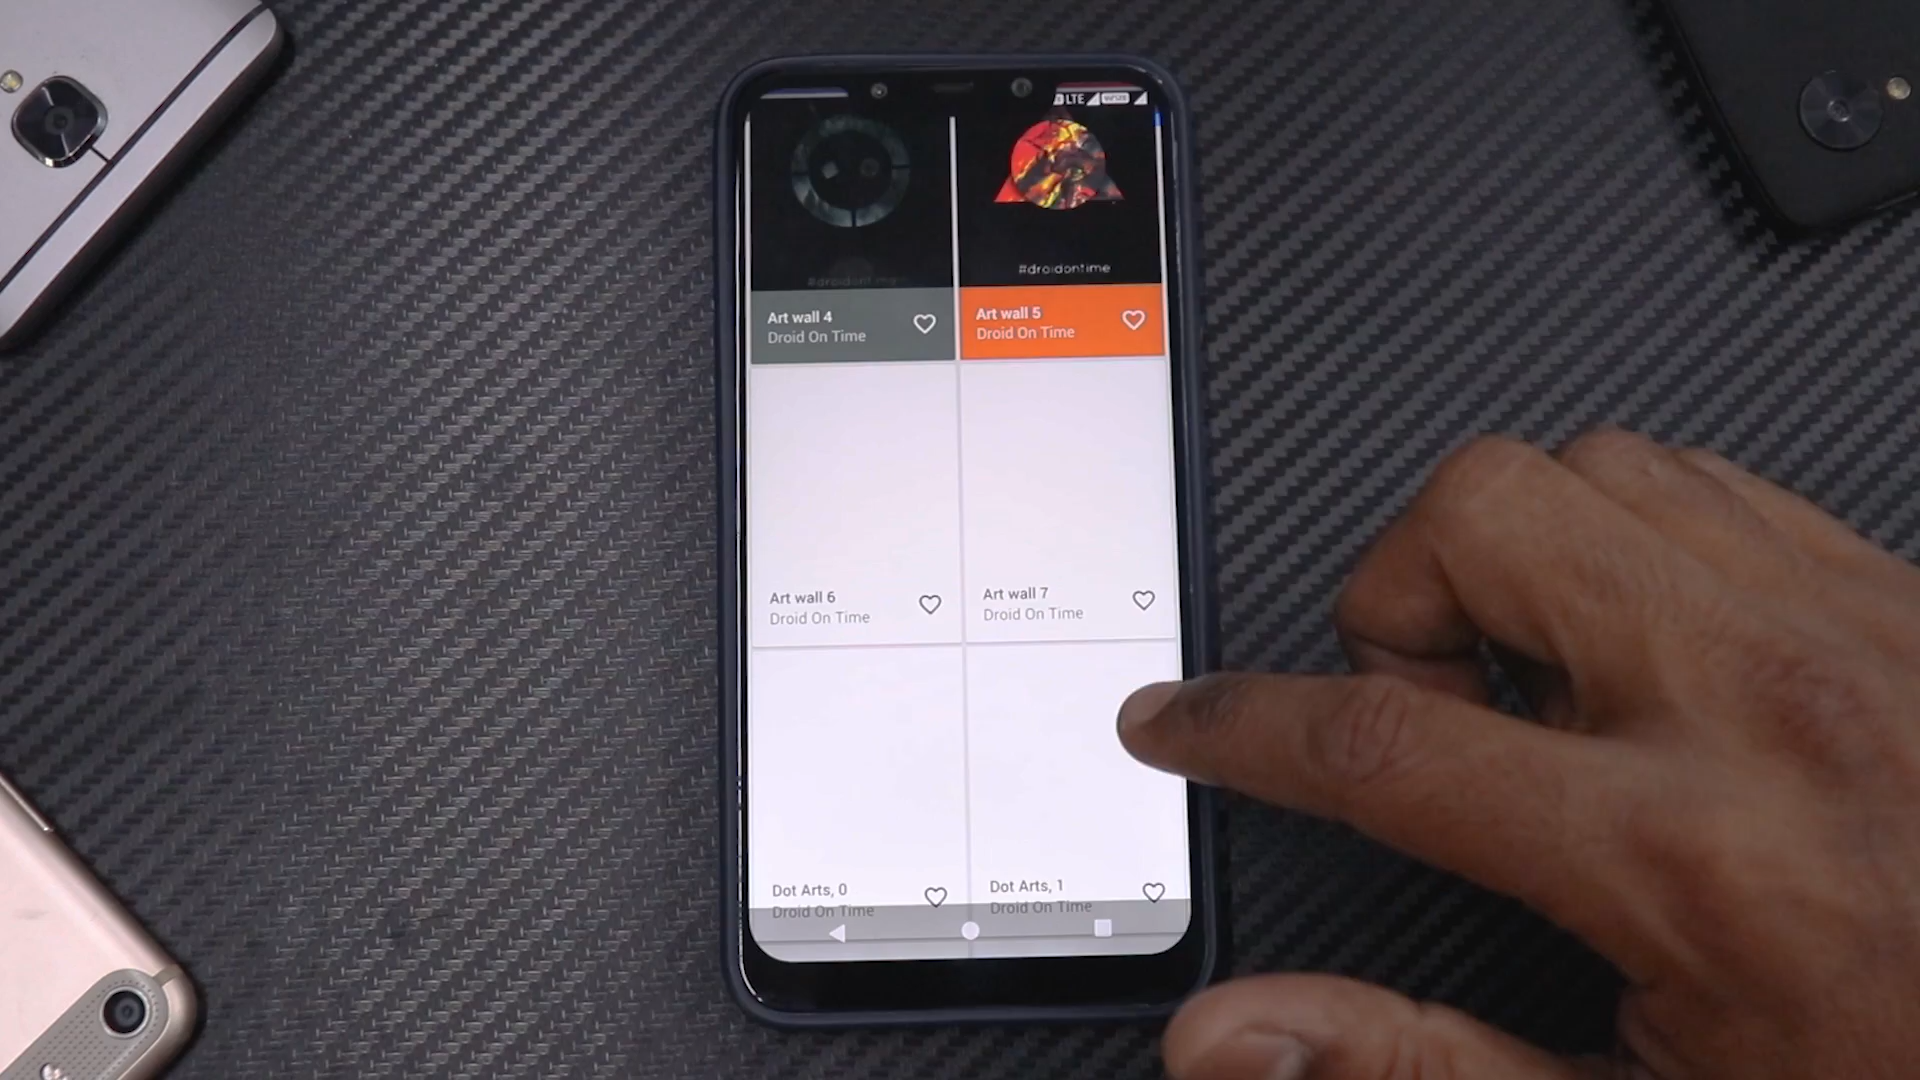 LTE
#droidontime
#droidontime
Art wall 4
Droid On Time
Art wall 5
Droid On Time
Art wall 6
Droid On Time
Art wall 7
Droid On Time
Dot Arts, 0
Droid On Time
Dot Arts, 1
Droid On Time